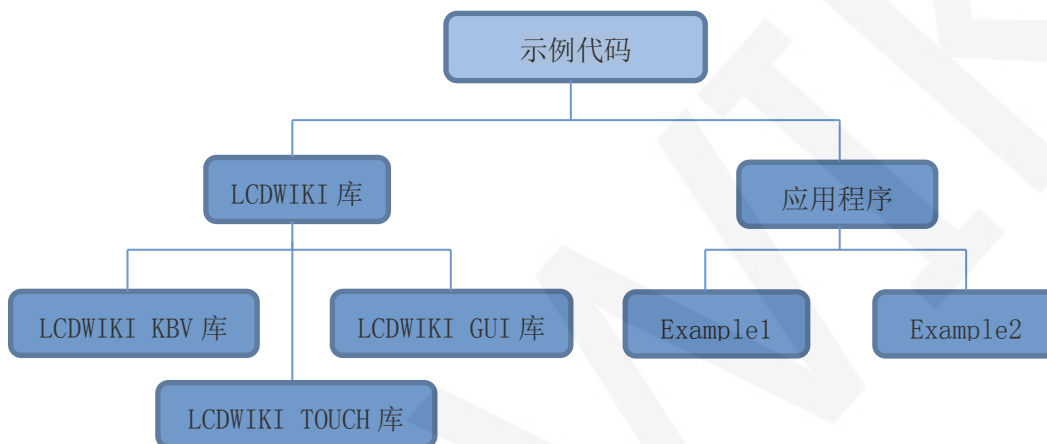 示例代码
LCDWIKI 库
应用程序
LCDWIKI KBV 库
LCDWIKI GUI 库
Example1
Example2
LCDWIKI TOUCH 库